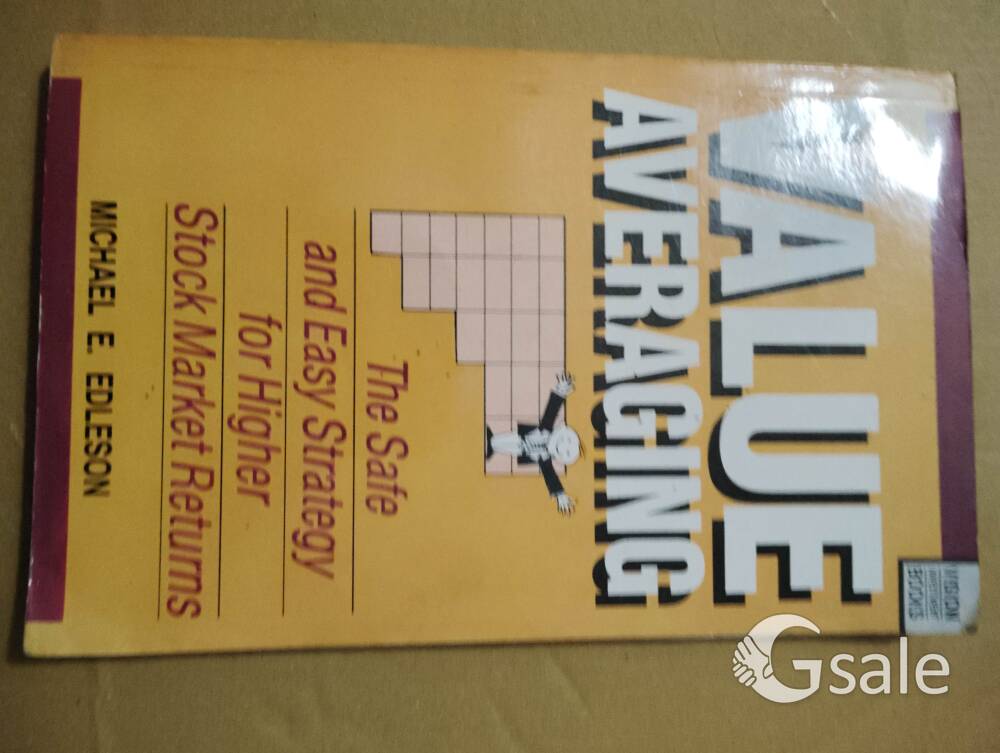 VISION
BOOKS
VALUE
AVERAGING
The Safe
and Easy Strategy
for Higher
Stock Market Returns
MICHAEL E. EDLESON
Gsale